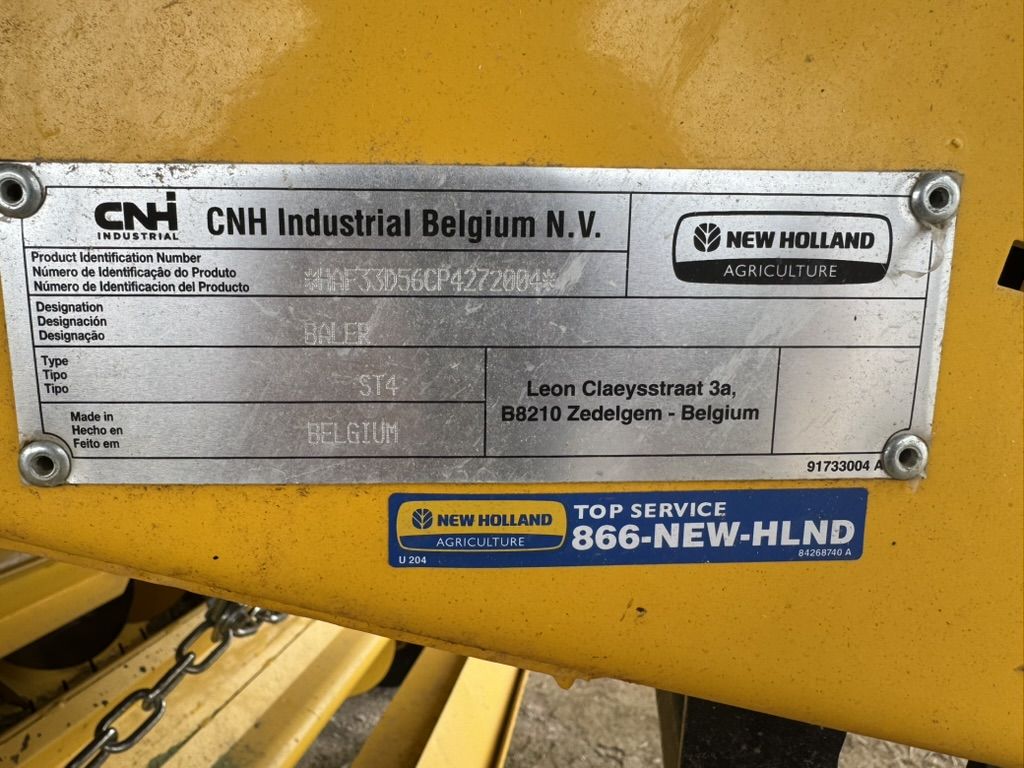 CNH
INDUSTRIAL
CNH Industrial Belgium N.V.
NEW HOLLAND
AGRICULTURE
Product Identification Number
Número de Identificação do Produto
Número de Identificacion del Producto
*HAF33D56CP4272004*
Designation
Designación
Designação
BALER
Type
Tipo
Tipo
ST4
Leon Claeysstraat 3a,
B8210 Zedelgem - Belgium
Made in
Hecho en
Feito em
BELGIUM
91733004 A
NEW HOLLAND
AGRICULTURE
U 204
TOP SERVICE
866-NEW-HLND
84268740 A